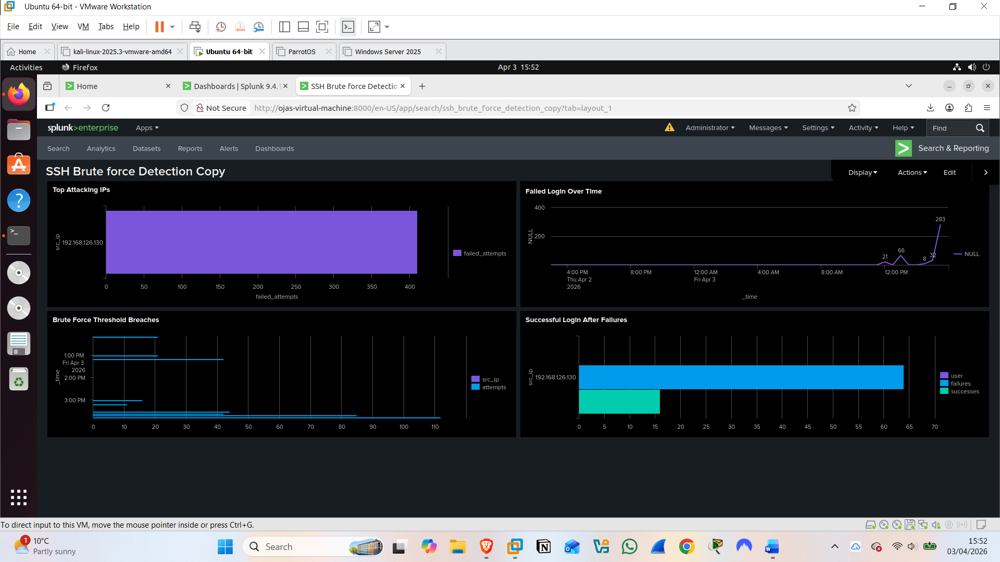 Ubuntu 64-bit - VMware Workstation
File Edit View VM Tabs Help
Home kali-linux-2025.3-vmware-amd64 Ubuntu 64-bit ParrotOS Windows Server 2025
Activities Firefox Apr 3 15:52
Home Dashboards | Splunk 9.4.1 SSH Brute force Detectio
Not Secure http://ojas-virtual-machine:8000/en-US/app/search/ssh_brute_force_detection_copy?tab=layout_1
splunk>enterprise Apps Administrator Messages Settings Activity Help Find
Search Analytics Datasets Reports Alerts Dashboards Search & Reporting
SSH Brute force Detection Copy
Display Actions Edit
Top Attacking IPs
src_ip
192.168.126.130
failed_attempts
0 50 100 150 200 250 300 350 400
failed_attempts
Failed Login Over Time
400
200
NULL
21 66 8 32 283
NULL
4:00 PM 8:00 PM 12:00 AM 4:00 AM 8:00 AM 12:00 PM
Thu Apr 2 Fri Apr 3
2026
_time
Brute Force Threshold Breaches
1:00 PM
Fri Apr 3
2026
2:00 PM
3:00 PM
_time
src_ip
attempts
0 10 20 30 40 50 60 70 80 90 100 110
Successful Login After Failures
src_ip
192.168.126.130
user
failures
successes
0 5 10 15 20 25 30 35 40 45 50 55 60 65 70
To direct input to this VM, move the mouse pointer inside or press Ctrl+G.
1 10°C
Partly sunny
Search
15:52
03/04/2026